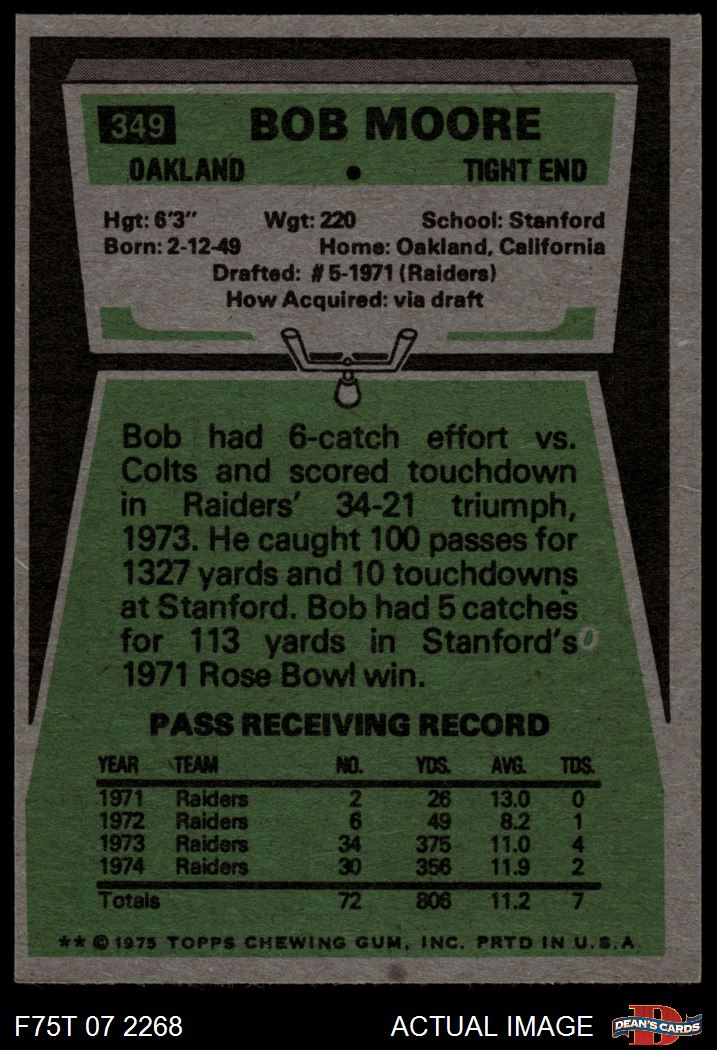 349 BOB MOORE
OAKLAND • TIGHT END
Hgt: 6'3" Wgt: 220 School: Stanford
Born: 2-12-49 Home: Oakland, California
Drafted: #5-1971 (Raiders)
How Acquired: via draft
Bob had 6-catch effort vs.
Colts and scored touchdown
in Raiders' 34-21 triumph,
1973. He caught 100 passes for
1327 yards and 10 touchdowns
at Stanford. Bob had 5 catches
for 113 yards in Stanford's
1971 Rose Bowl win.
PASS RECEIVING RECORD
YEAR TEAM NO. YDS. AVG. TDS.
1971 Raiders 2 26 13.0 0
1972 Raiders 6 49 8.2 1
1973 Raiders 34 375 11.0 4
1974 Raiders 30 356 11.9 2
Totals 72 806 11.2 7
** © 1975 TOPPS CHEWING GUM, INC. PRTD IN U.S.A.
F75T 07 2268 ACTUAL IMAGE DEAN'S CARDS